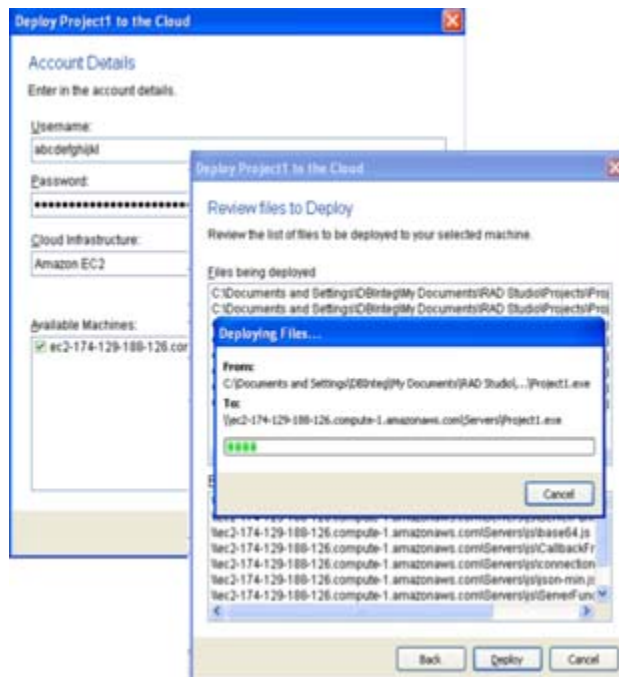 Deploy Project1 to the Cloud
Account Details
Enter in the account details.
Username:
abcdefghijkl
Password:
Cloud Infrastructure:
Amazon EC2
Available Machines:
ec2-174-129-188-126.com
Deploy Project1 to the Cloud
Review files to Deploy
Review the list of files to be deployed to your selected machine.
Files being deployed
C:\Documents and Settings\DBInteg\My Documents\RAD Studio\Projects\Proj
C:\Documents and Settings\DBInteg\My Documents\RAD Studio\Projects\Proj
Deploying Files...
From:
C:\Documents and Settings\DBInteg\My Documents\RAD Studio\,...\Project1.exe
To:
\\ec2-174-129-188-126.compute-1.amazonaws.com\Servers\Project1.exe
Cancel
\\ec2-174-129-188-126.compute-1.amazonaws.com\Servers\js\base64.js
\\ec2-174-129-188-126.compute-1.amazonaws.com\Servers\js\CallbackFr
\\ec2-174-129-188-126.compute-1.amazonaws.com\Servers\js\connection
\\ec2-174-129-188-126.compute-1.amazonaws.com\Servers\js\json-min.js
\\ec2-174-129-188-126.compute-1.amazonaws.com\Servers\js\ServerFunc
Back
Deploy
Cancel